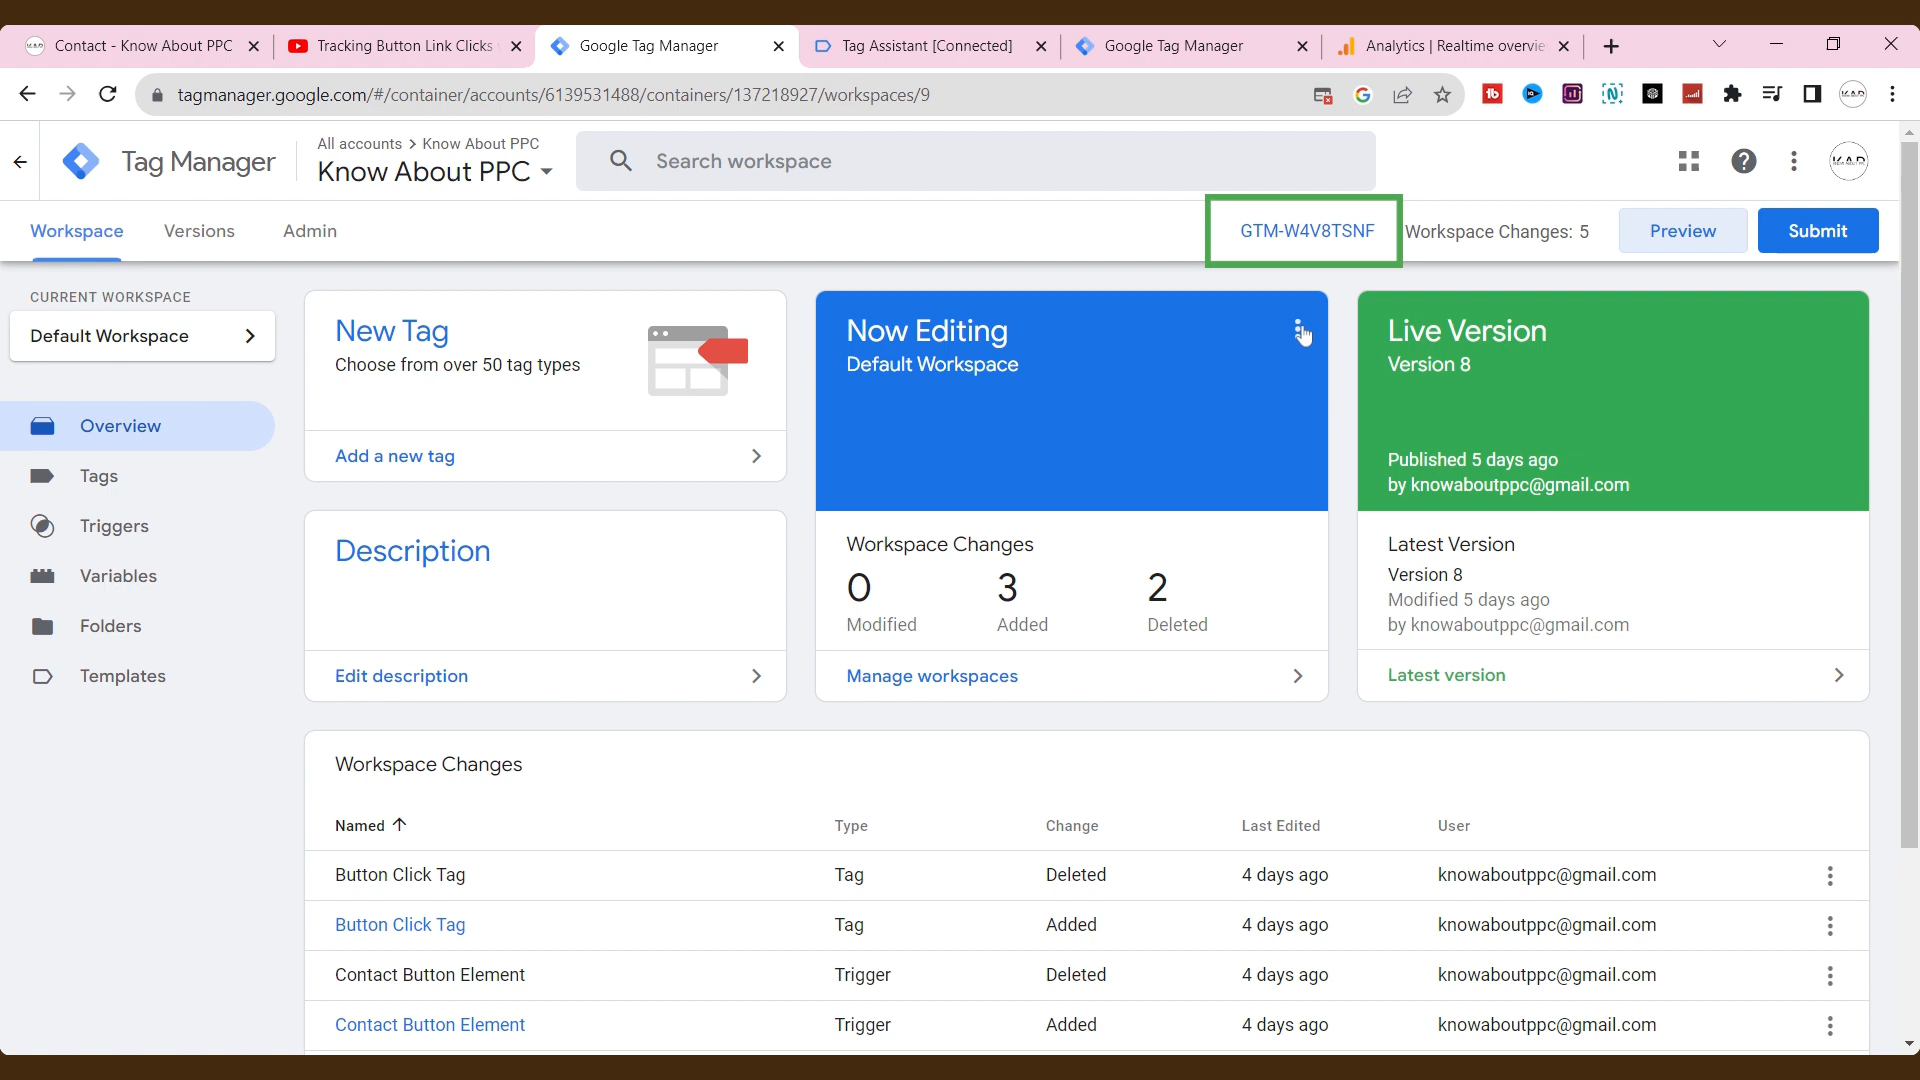 Contact - Know About PPC
Tracking Button Link Clicks
Google Tag Manager
Tag Assistant [Connected]
Google Tag Manager
Analytics | Realtime overvie
tagmanager.google.com/#/container/accounts/6139531488/containers/137218927/workspaces/9
Tag Manager
All accounts > Know About PPC
Know About PPC
Search workspace
Workspace
Versions
Admin
GTM-W4V8TSNF
Workspace Changes: 5
Preview
Submit
CURRENT WORKSPACE
Default Workspace
Overview
Tags
Triggers
Variables
Folders
Templates
New Tag
Choose from over 50 tag types
Add a new tag
Description
Edit description
Now Editing
Default Workspace
Workspace Changes
0 3 2
Modified Added Deleted
Manage workspaces
Live Version
Version 8
Published 5 days ago
by knowaboutppc@gmail.com
Latest Version
Version 8
Modified 5 days ago
by knowaboutppc@gmail.com
Latest version
Workspace Changes
Named Type Change Last Edited User
Button Click Tag Tag Deleted 4 days ago knowaboutppc@gmail.com
Button Click Tag Tag Added 4 days ago knowaboutppc@gmail.com
Contact Button Element Trigger Deleted 4 days ago knowaboutppc@gmail.com
Contact Button Element Trigger Added 4 days ago knowaboutppc@gmail.com